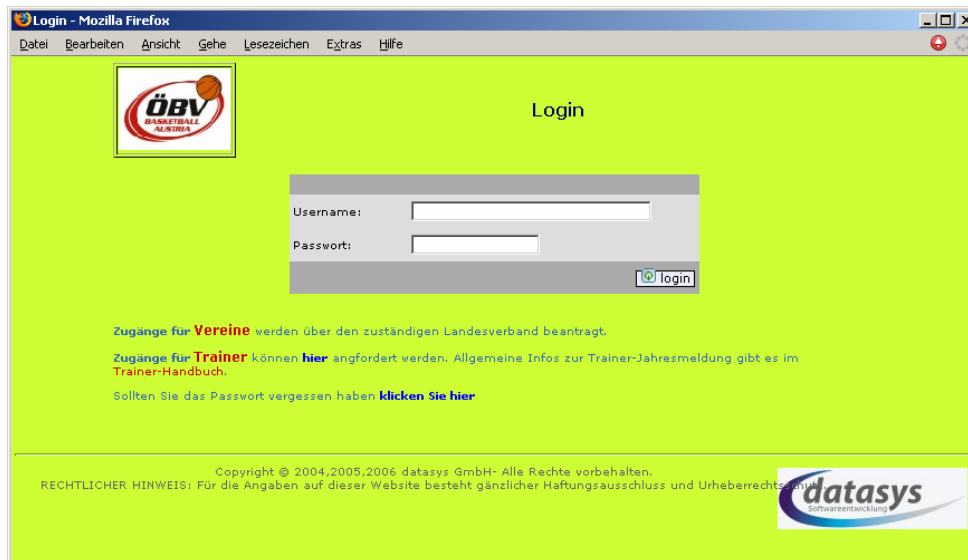 Login - Mozilla Firefox
Datei Bearbeiten Ansicht Gehe Lesezeichen Extras Hilfe
ÖBV
BASKETBALL
AUSTRIA
Login
Username:
Passwort:
login
Zugänge für Vereine werden über den zuständigen Landesverband beantragt.
Zugänge für Trainer können hier angfordert werden. Allgemeine Infos zur Trainer-Jahresmeldung gibt es im
Trainer-Handbuch.
Sollten Sie das Passwort vergessen haben klicken Sie hier
Copyright © 2004,2005,2006 datasys GmbH- Alle Rechte vorbehalten.
RECHTLICHER HINWEIS: Für die Angaben auf dieser Website besteht gänzlicher Haftungsausschluss und Urheberrechtsschutz.
datasys
Softwareentwicklung